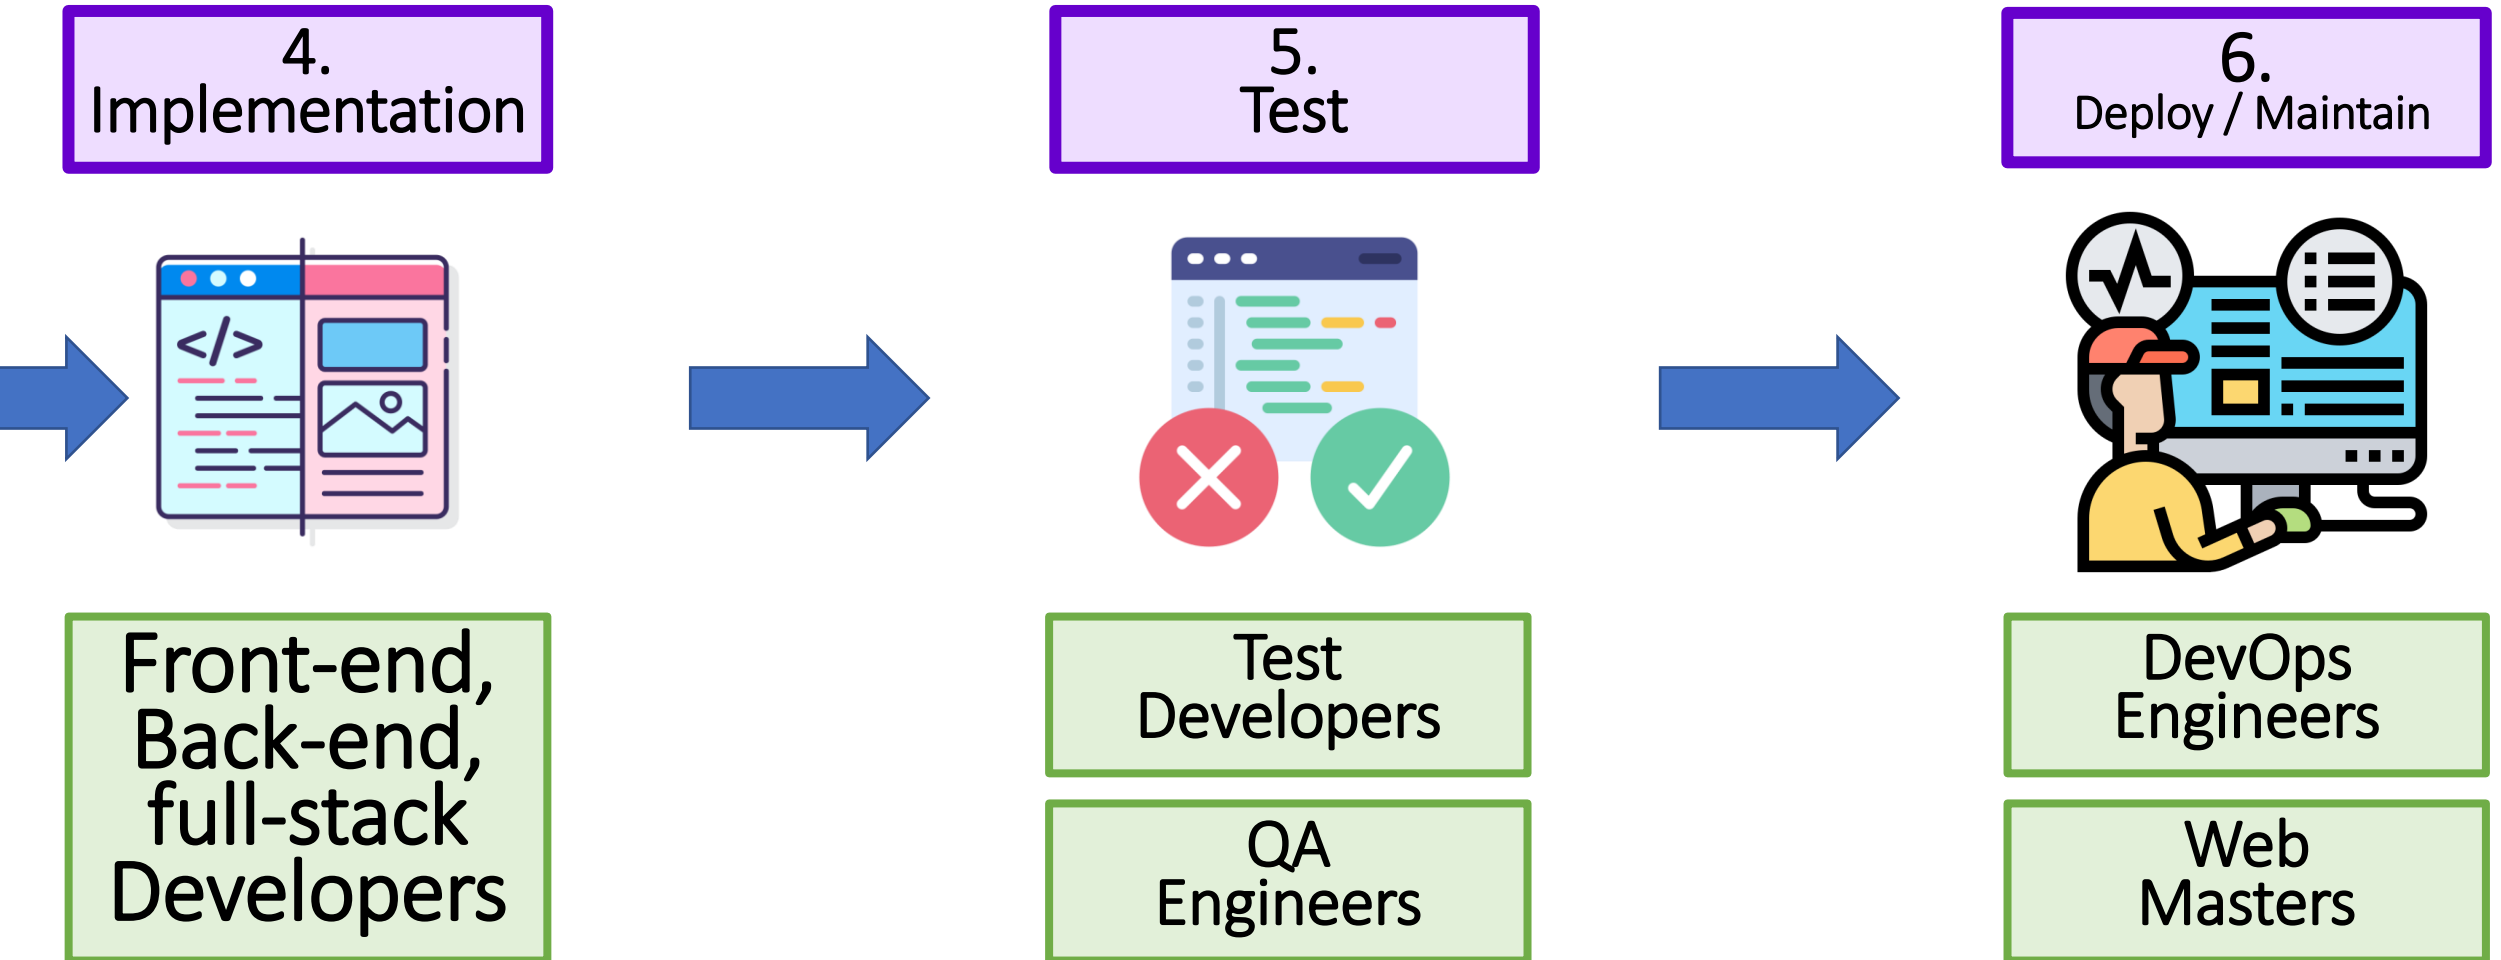 4.
Implementation
5.
Test
6.
Deploy / Maintain
</>
Front-end,
Back-end,
full-stack
Developers
Test
Developers
QA
Engineers
DevOps
Engineers
Web
Masters